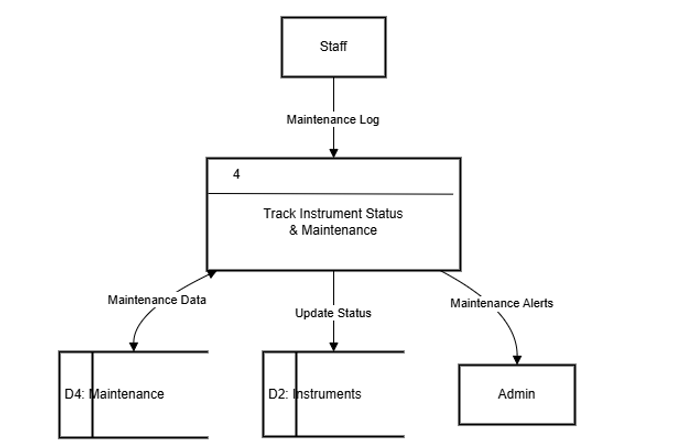 Staff
Maintenance Log
4
Track Instrument Status
& Maintenance
Maintenance Data
Update Status
Maintenance Alerts
D4: Maintenance
D2: Instruments
Admin